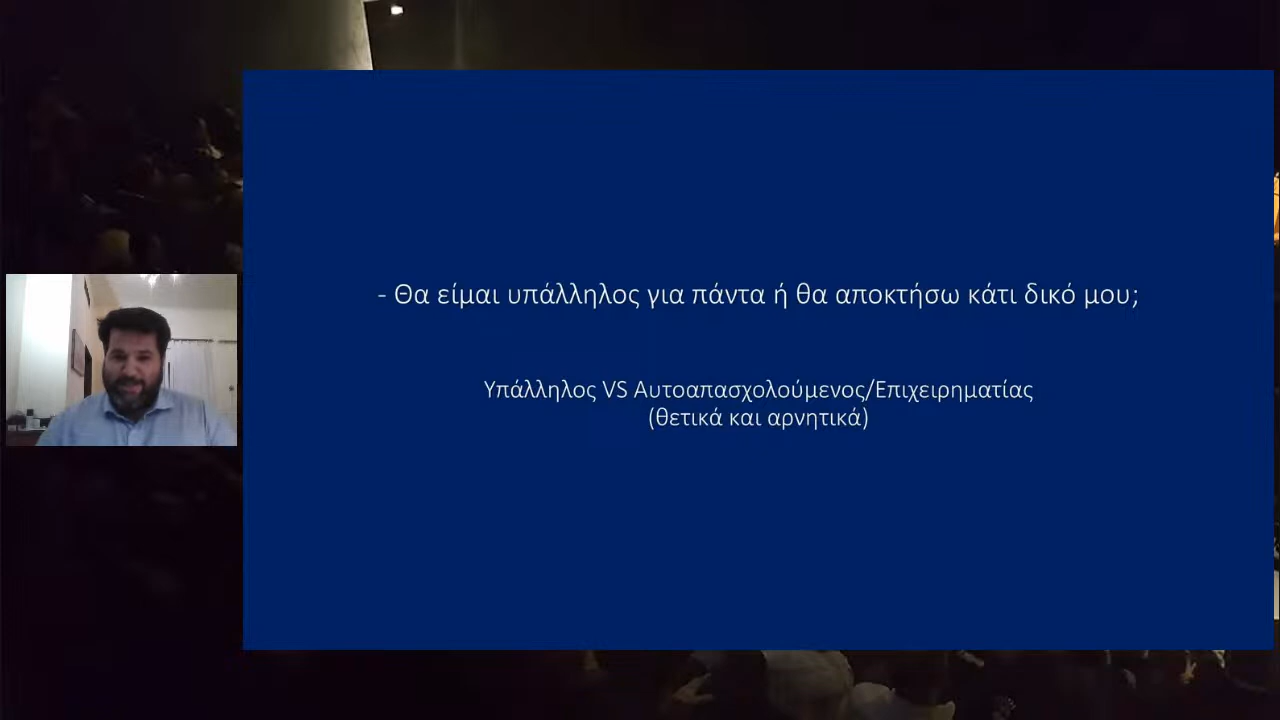 - Θα είμαι υπάλληλος για πάντα ή θα αποκτήσω κάτι δικό μου;
Υπάλληλος VS Αυτοαπασχολούμενος/Επιχειρηματίας
(θετικά και αρνητικά)